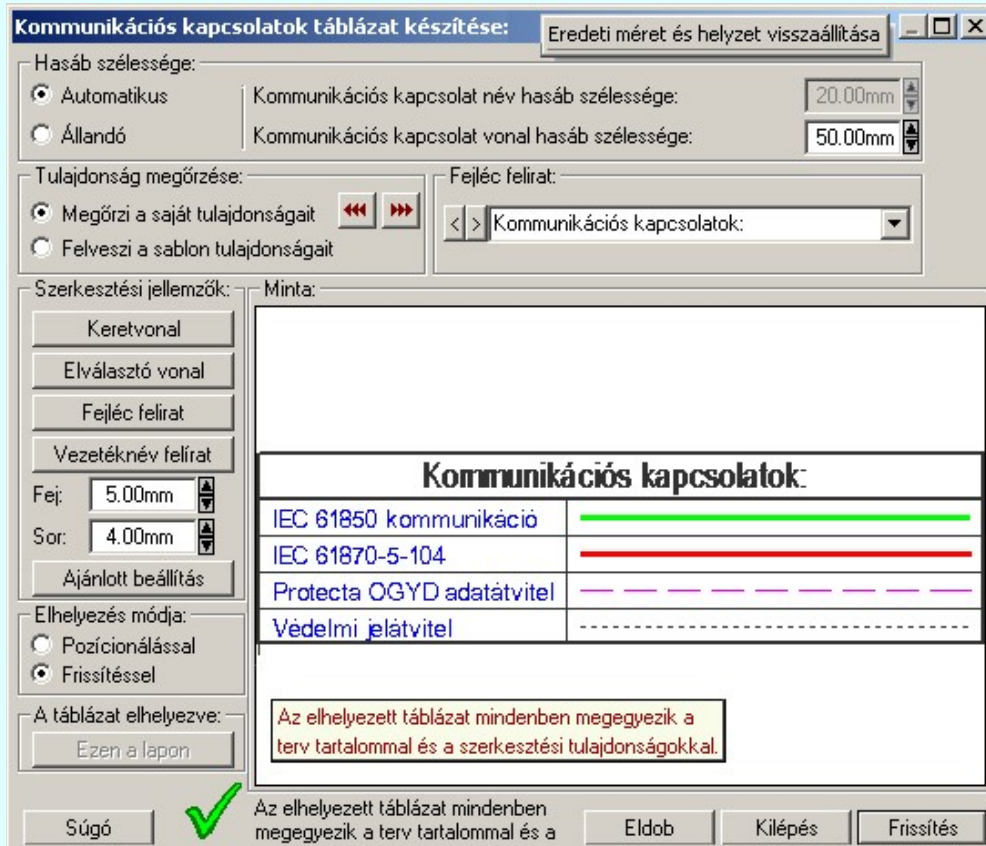 Kommunikációs kapcsolatok táblázat készítése:
Eredeti méret és helyzet visszaállítása
Hasáb szélessége:
Automatikus
Kommunikációs kapcsolat név hasáb szélessége:
20.00mm
Állandó
Kommunikációs kapcsolat vonal hasáb szélessége:
50.00mm
Tulajdonság megőrzése:
Megőrzi a saját tulajdonságait
Felveszi a sablon tulajdonságait
Fejléc felirat:
< > Kommunikációs kapcsolatok:
Szerkesztési jellemzők:
Keretvonal
Elválasztó vonal
Fejléc felirat
Vezetéknév felírat
Fej: 5.00mm
Sor: 4.00mm
Ajánlott beállítás
Elhelyezés módja:
Pozícionálással
Frissítéssel
A táblázat elhelyezve:
Ezen a lapon
Minta:
Kommunikációs kapcsolatok:
IEC 61850 kommunikáció
IEC 61870-5-104
Protecta OGYD adatátvitel
Védelmi jelátvitel
Az elhelyezett táblázat mindenben megegyezik a
terv tartalommal és a szerkesztési tulajdonságokkal.
Súgó
Az elhelyezett táblázat mindenben
megegyezik a terv tartalommal és a
Eldob
Kilépés
Frissítés